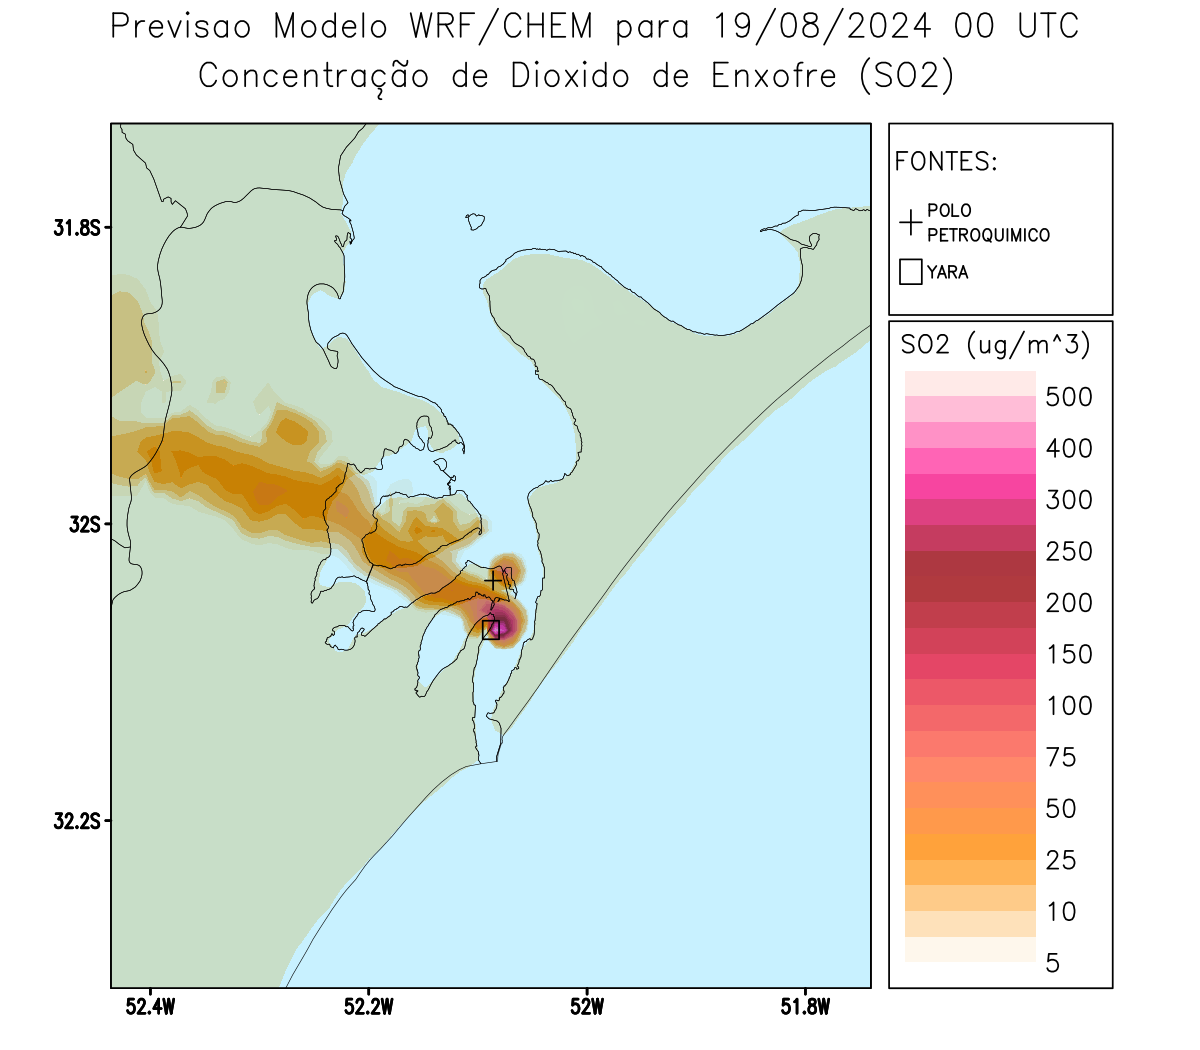 Previsao Modelo WRF/CHEM para 19/08/2024 00 UTC
Concentração de Dioxido de Enxofre (SO2)
FONTES:
POLO
PETROQUIMICO
YARA
SO2 (ug/m^3)
500
400
300
250
200
150
100
75
50
25
10
5
31.8S
32S
32.2S
52.4W
52.2W
52W
51.8W